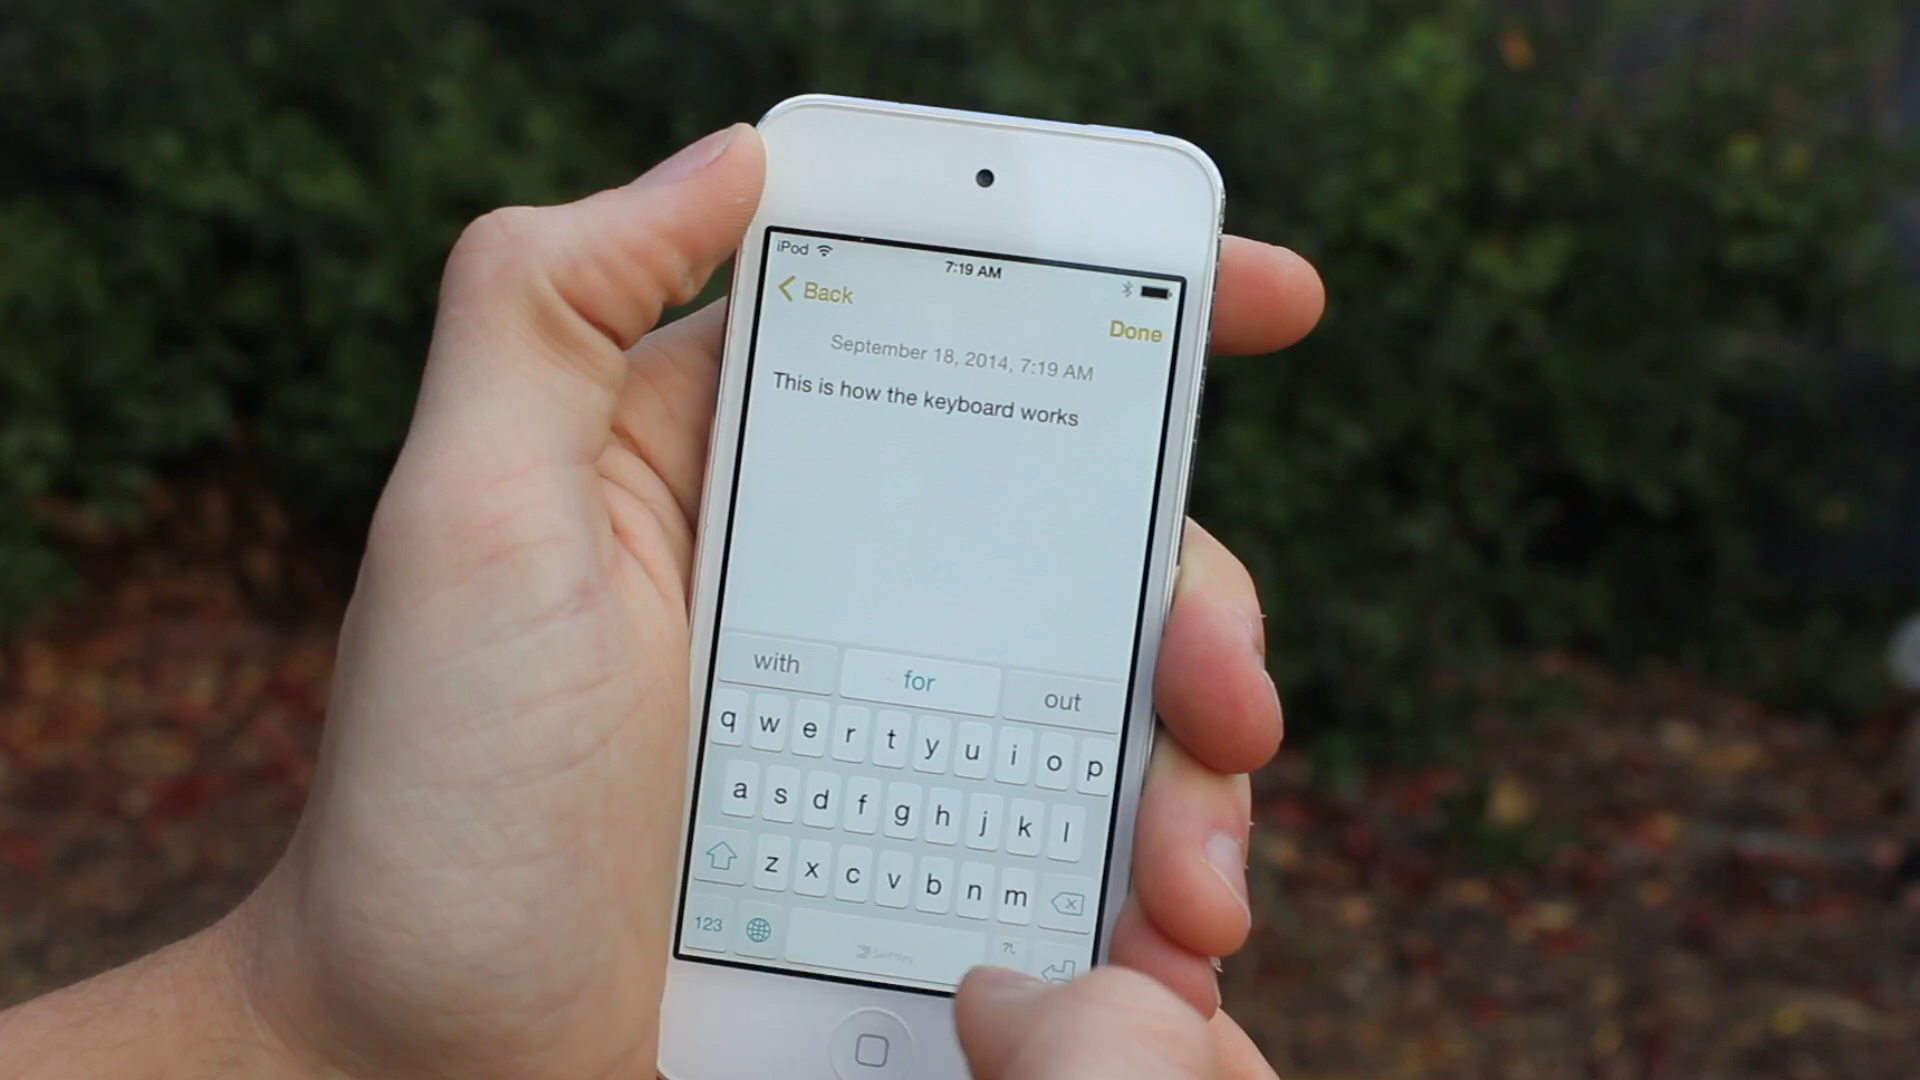 iPod
7:19 AM
Back
Done
September 18, 2014, 7:19 AM
This is how the keyboard works
with for out
q w e r t y u i o p
a s d f g h j k l
z x c v b n m
123
SwiftKey